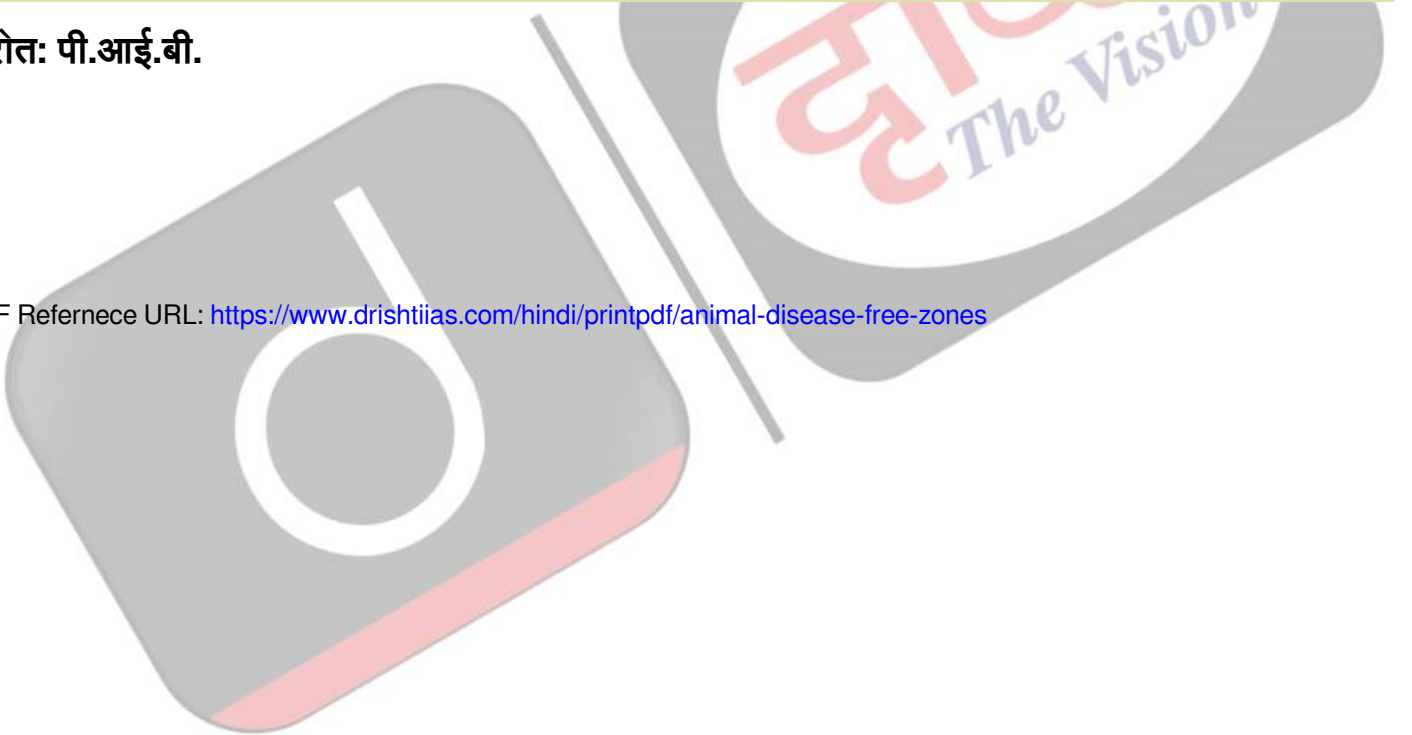 The Vision
रोत: पी.आई.बी.
F Refernece URL: https://www.drishtiias.com/hindi/printpdf/animal-disease-free-zones